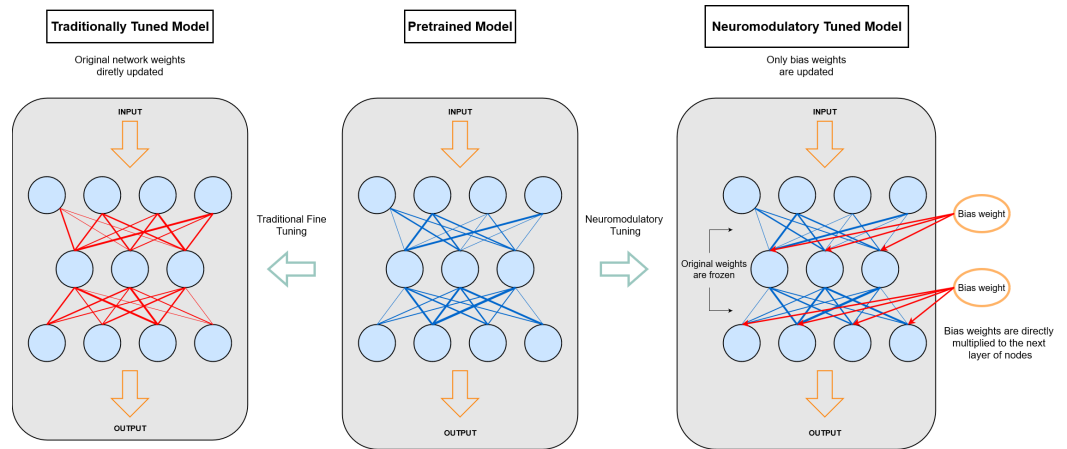 Traditionally Tuned Model
Original network weights
diretly updated
INPUT
OUTPUT
Traditional Fine
Tuning
Pretrained Model
INPUT
OUTPUT
Neuromodulatory
Tuning
Neuromodulatory Tuned Model
Only bias weights
are updated
INPUT
Original weights
are frozen
Bias weight
Bias weight
Bias weights are directly
multiplied to the next
layer of nodes
OUTPUT